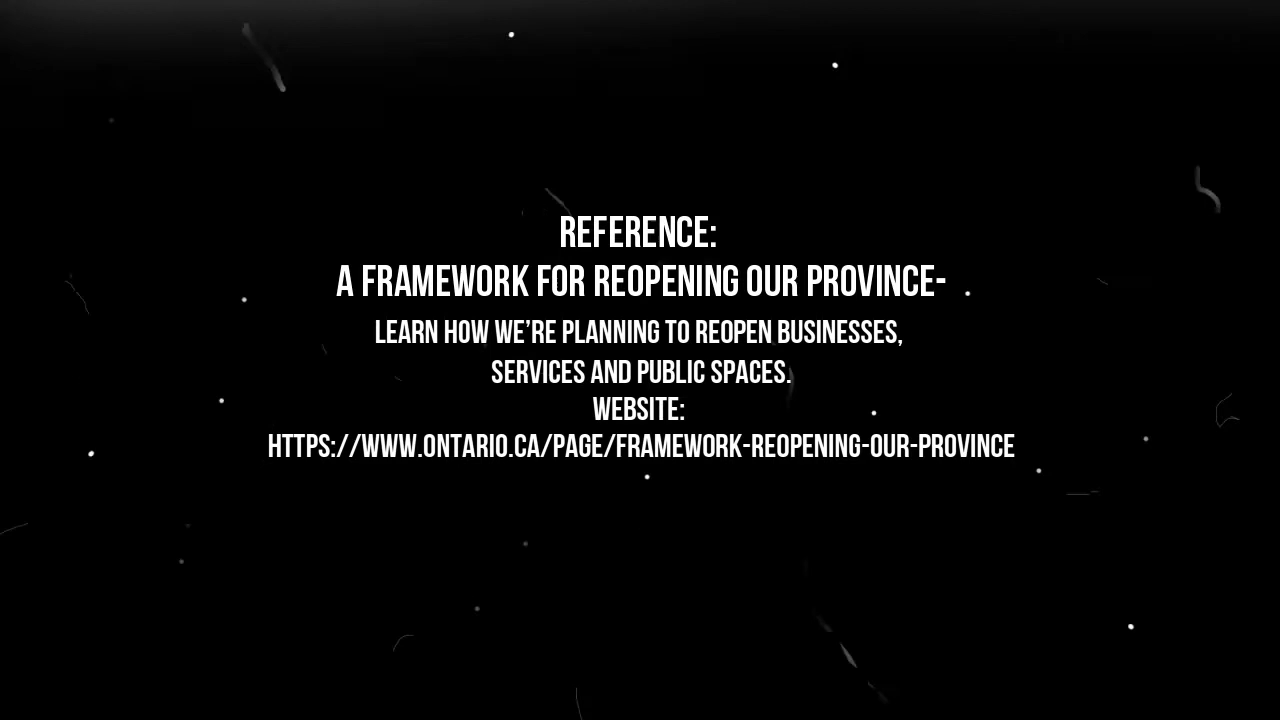 REFERENCE:
A FRAMEWORK FOR REOPENING OUR PROVINCE-
LEARN HOW WE'RE PLANNING TO REOPEN BUSINESSES,
SERVICES AND PUBLIC SPACES.
WEBSITE:
HTTPS://WWW.ONTARIO.CA/PAGE/FRAMEWORK-REOPENING-OUR-PROVINCE